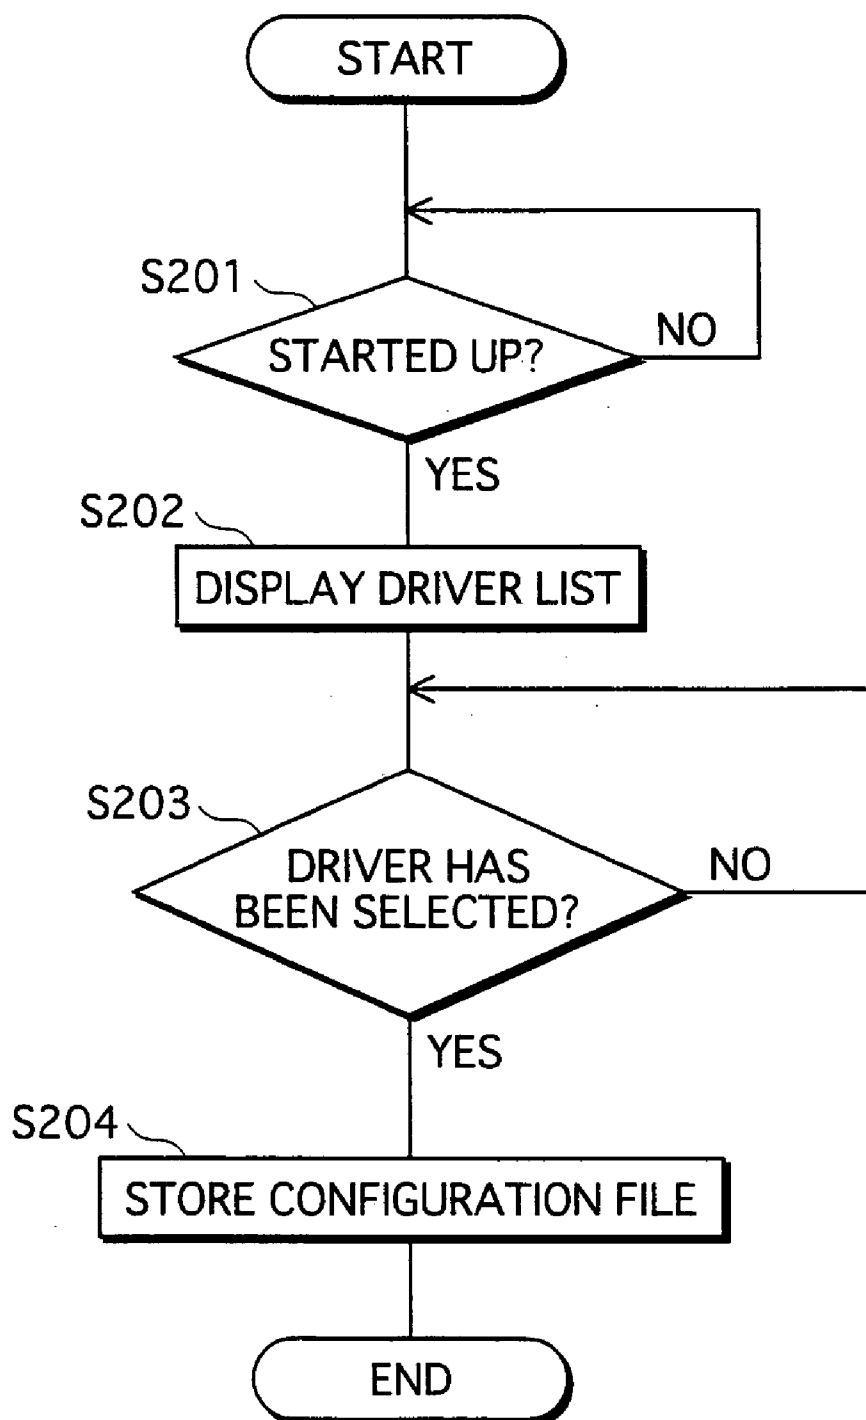 START
S201
STARTED UP?
NO
YES
S202
DISPLAY DRIVER LIST
S203
DRIVER HAS
BEEN SELECTED?
NO
YES
S204
STORE CONFIGURATION FILE
END